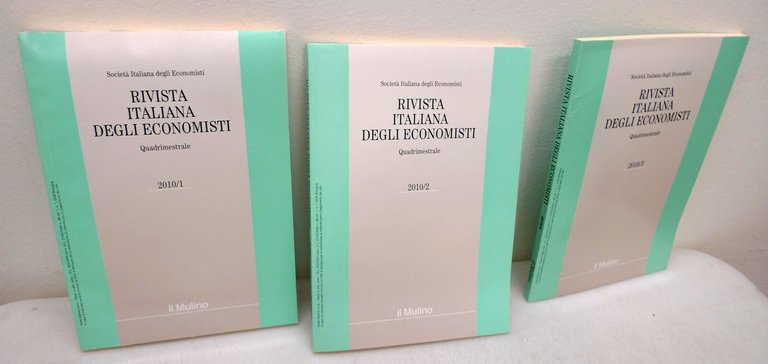 Società Italiana degli Economisti
RIVISTA
ITALIANA
DEGLI ECONOMISTI
Quadrimestrale
2010/1
il Mulino
Società Italiana degli Economisti
RIVISTA
ITALIANA
DEGLI ECONOMISTI
Quadrimestrale
2010/2
il Mulino
RIVISTA ITALIANA DEGLI ECONOMISTI
Società Italiana degli Economisti
RIVISTA
ITALIANA
DEGLI ECONOMISTI
Quadrimestrale
2010/3
il Mulino